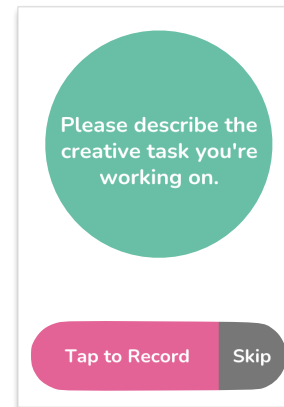 Please describe the
creative task you're
working on.
Tap to Record
Skip